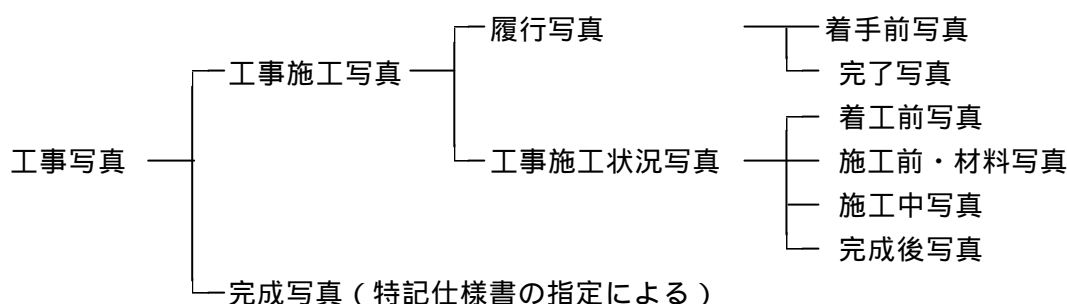 履行写真 着手前写真
工事施工写真 完了写真
着工前写真
工事写真 工事施工状況写真 施工前・材料写真
施工中写真
完成後写真
完成写真（特記仕様書の指定による）